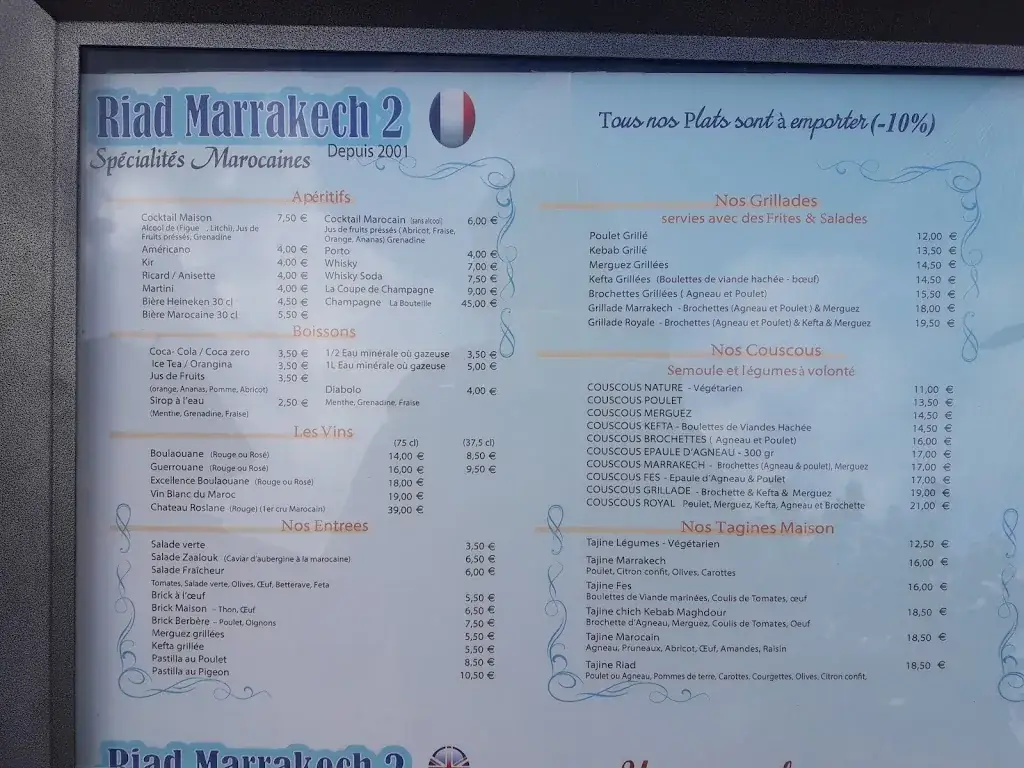 Riad Marrakech 2
Spécialités Marocaines Depuis 2001
Apéritifs
Cocktail Maison 7,50 €
Alcool de (Figue , Litchi), Jus de
Fruits pressés, Grenadine
Américano 4,00 €
Kir 4,00 €
Ricard / Anisette 4,00 €
Martini 4,00 €
Bière Heineken 30 cl 4,50 €
Bière Marocaine 30 cl 5,50 €
Cocktail Marocain (sans alcool) 6,00 €
Jus de fruits pressés ( Abricot, Fraise,
Orange, Ananas) Grenadine
Porto 4,00 €
Whisky 7,00 €
Whisky Soda 7,50 €
La Coupe de Champagne 9,00 €
Champagne La Bouteille 45,00 €
Boissons
Coca- Cola / Coca zero 3,50 €
Ice Tea / Orangina 3,50 €
Jus de Fruits 3,50 €
(orange, Ananas, Pomme, Abricot)
Sirop à l'eau 2,50 €
(Menthe, Grenadine, Fraise)
1/2 Eau minérale où gazeuse 3,50 €
1L Eau minérale où gazeuse 5,00 €
Diabolo 4,00 €
Menthe, Grenadine, Fraise
Les Vins
(75 cl) (37,5 cl)
Boulaouane (Rouge ou Rosé) 14,00 € 8,50 €
Guerrouane (Rouge ou Rosé) 16,00 € 9,50 €
Excellence Boulaouane (Rouge ou Rosé) 18,00 €
Vin Blanc du Maroc 19,00 €
Chateau Roslane (Rouge) (1er cru Marocain) 39,00 €
Nos Entrees
Salade verte 3,50 €
Salade Zaalouk (Caviar d'aubergine à la marocaine) 6,50 €
Salade Fraîcheur 6,00 €
Tomates, Salade verte, Olives, Œuf, Betterave, Feta
Brick à l'œuf 5,50 €
Brick Maison - Thon, Œuf 6,50 €
Brick Berbère - Poulet, Oignons 7,50 €
Merguez grillées 5,50 €
Kefta grillée 5,50 €
Pastilla au Poulet 8,50 €
Pastilla au Pigeon 10,50 €
Tous nos Plats sont à emporter (-10%)
Nos Grillades
servies avec des Frites & Salades
Poulet Grillé 12,00 €
Kebab Grillé 13,50 €
Merguez Grillées 14,50 €
Kefta Grillées (Boulettes de viande hachée - bœuf) 14,50 €
Brochettes Grillées ( Agneau et Poulet) 15,50 €
Grillade Marrakech - Brochettes (Agneau et Poulet ) & Merguez 18,00 €
Grillade Royale - Brochettes (Agneau et Poulet) & Kefta & Merguez 19,50 €
Nos Couscous
Semoule et légumes à volonté
COUSCOUS NATURE - Végétarien 11,00 €
COUSCOUS POULET 13,50 €
COUSCOUS MERGUEZ 14,50 €
COUSCOUS KEFTA - Boulettes de Viandes Hachée 14,50 €
COUSCOUS BROCHETTES ( Agneau et Poulet) 16,00 €
COUSCOUS EPAULE D'AGNEAU - 300 gr 17,00 €
COUSCOUS MARRAKECH - Brochettes (Agneau & poulet), Merguez 17,00 €
COUSCOUS FES - Epaule d'Agneau & Poulet 17,00 €
COUSCOUS GRILLADE - Brochette & Kefta & Merguez 19,00 €
COUSCOUS ROYAL Poulet, Merguez, Kefta, Agneau et Brochette 21,00 €
Nos Tagines Maison
Tajine Légumes - Végétarien 12,50 €
Tajine Marrakech 16,00 €
Poulet, Citron confit, Olives, Carottes
Tajine Fes 16,00 €
Boulettes de Viande marinées, Coulis de Tomates, œuf
Tajine chich Kebab Maghdour 18,50 €
Brochette d'Agneau, Merguez, Coulis de Tomates, Oeuf
Tajine Marocain 18,50 €
Agneau, Pruneaux, Abricot, Œuf, Amandes, Raisin
Tajine Riad 18,50 €
Poulet ou Agneau, Pommes de terre, Carottes, Courgettes, Olives, Citron confit,
Riad Marrakech 2